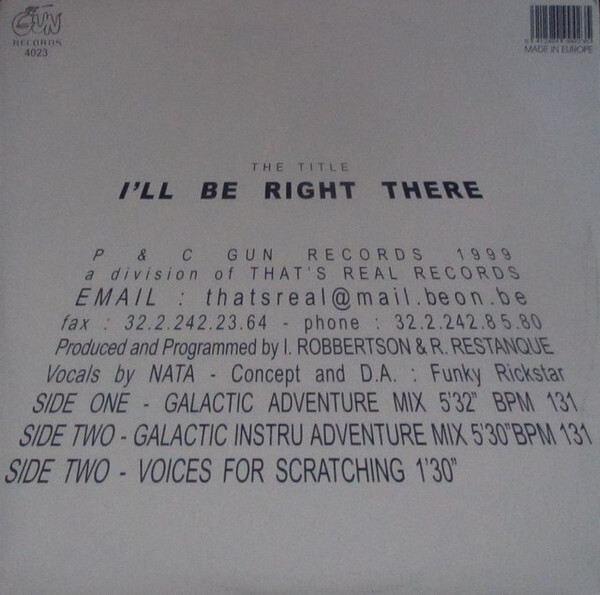 GUN
RECORDS
4023
MADE IN EUROPE
THE TITLE
I'LL BE RIGHT THERE
P & C GUN RECORDS 1999
a division of THAT'S REAL RECORDS
EMAIL : thatsreal@mail.beon.be
fax : 32.2.242.23.64 - phone : 32.2.242.85.80
Produced and Programmed by I. ROBBERTSON & R. RESTANQUE
Vocals by NATA - Concept and D.A. : Funky Rickstar
SIDE ONE - GALACTIC ADVENTURE MIX 5'32" BPM 131
SIDE TWO - GALACTIC INSTRU ADVENTURE MIX 5'30"BPM 131
SIDE TWO - VOICES FOR SCRATCHING 1'30"